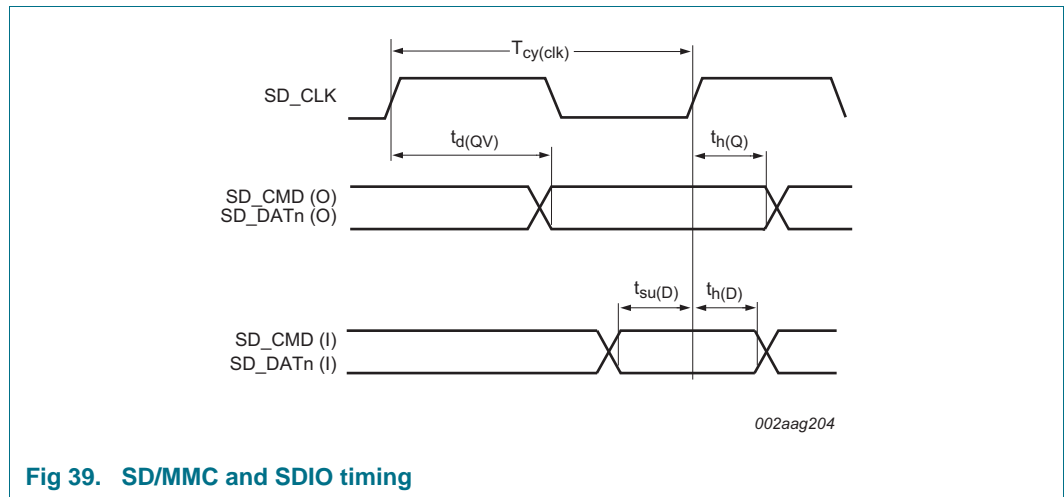 Tcy(clk)
SD_CLK
td(QV)
th(Q)
SD_CMD (O)
SD_DATn (O)
tsu(D)
th(D)
SD_CMD (I)
SD_DATn (I)
002aag204
Fig 39. SD/MMC and SDIO timing